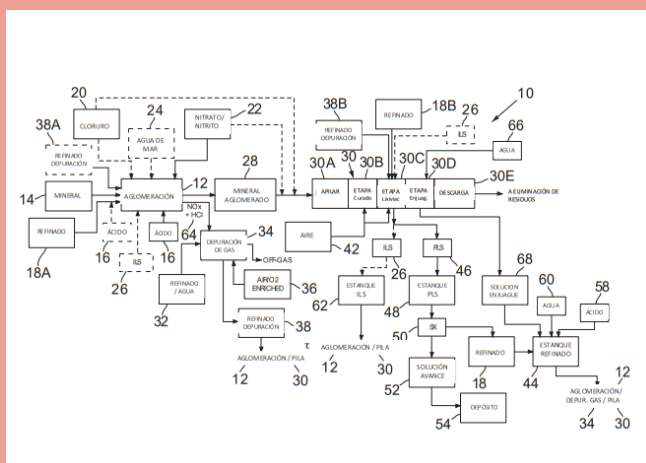 20
CLORURO
38A
REFINADO
DEPURACIÓN
24
AGUA DE
MAR
NITRATO/
NITRITO
22
38B
REFINADO
DEPURACIÓN
REFINADO
18B
26
ILS
10
66
AGUA
28
14
MINERAL
AGLOMERACIÓN
12
MINERAL
AGLOMERADO
30A
30
30B
30C
30D
30E
APILAR
ETAPA
Curado
ETAPA
Lixiviac.
ETAPA
Enjuag.
DESCARGA
A ELIMINACIÓN DE
RESIDUOS
REFINADO
18A
ÁCIDO
16
ÁCIDO
16
ILS
26
NOx
+ HCl
64
DEPURACIÓN
DE GAS
34
OFF-GAS
REFINADO
/ AGUA
32
AIR/O2
ENRICHED
36
REFINADO
DEPURACIÓN
38
AGLOMERACIÓN / PILA
12
30
AIRE
42
ILS
26
PLS
46
62
ESTANQUE
ILS
48
ESTANQUE
PLS
50
SX
τ
AGLOMERACIÓN / PILA
12
30
52
SOLUCIÓN
AVANCE
DEPÓSITO
54
REFINADO
18
68
SOLUCION
ENJUAGUE
60
AGUA
58
ÁCIDO
ESTANQUE
REFINADO
44
AGLOMERACIÓN/
DEPUR. GAS / PILA
12
34
30